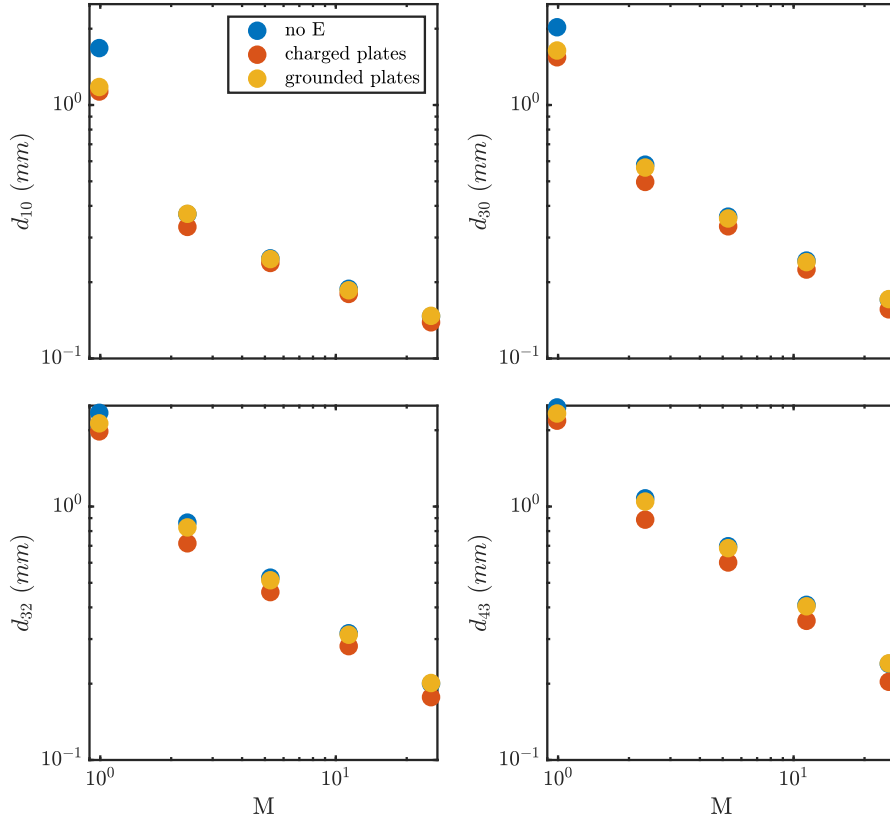 no E
charged plates
grounded plates
10^0
10^-1
d_10 (mm)
10^0
10^-1
d_30 (mm)
10^0
10^-1
d_32 (mm)
10^0 10^1
M
10^0
10^-1
d_43 (mm)
10^0 10^1
M